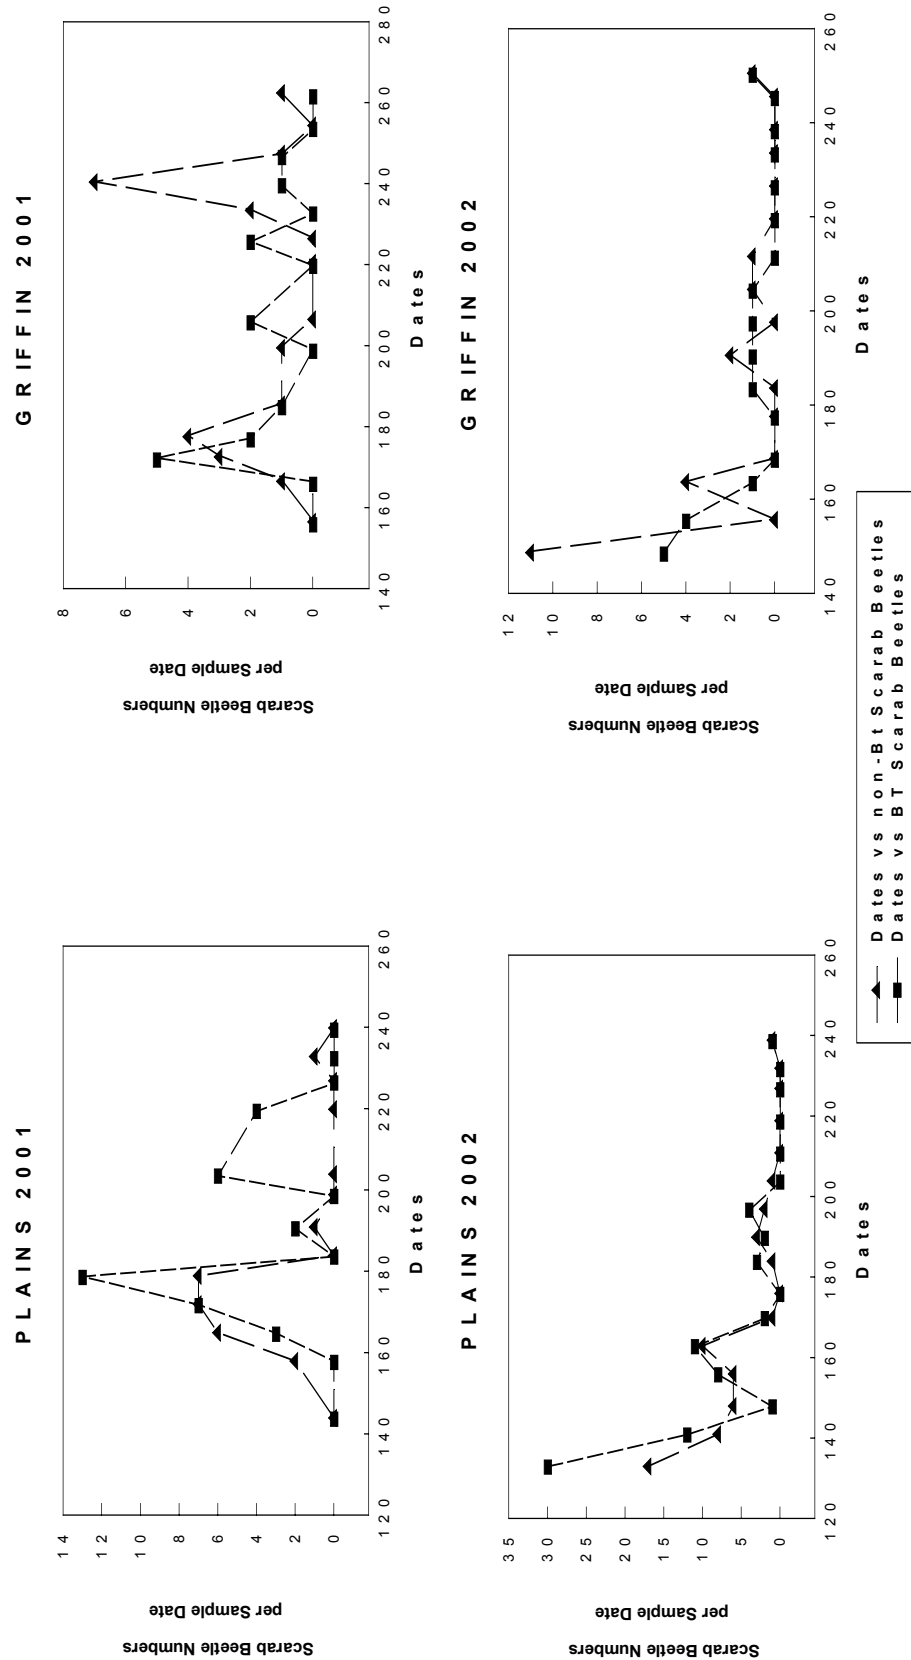 PLAINS 2001
Scarab Beetle Numbers
per Sample Date
14
12
10
8
6
4
2
0
120 140 160 180 200 220 240 260
Dates
GRIFFIN 2001
Scarab Beetle Numbers
per Sample Date
8
6
4
2
0
140 160 180 200 220 240 260 280
Dates
PLAINS 2002
Scarab Beetle Numbers
per Sample Date
35
30
25
20
15
10
5
0
120 140 160 180 200 220 240 260
Dates
GRIFFIN 2002
Scarab Beetle Numbers
per Sample Date
12
10
8
6
4
2
0
140 160 180 200 220 240 260
Dates
Dates vs non-Bt Scarab Beetles
Dates vs BT Scarab Beetles